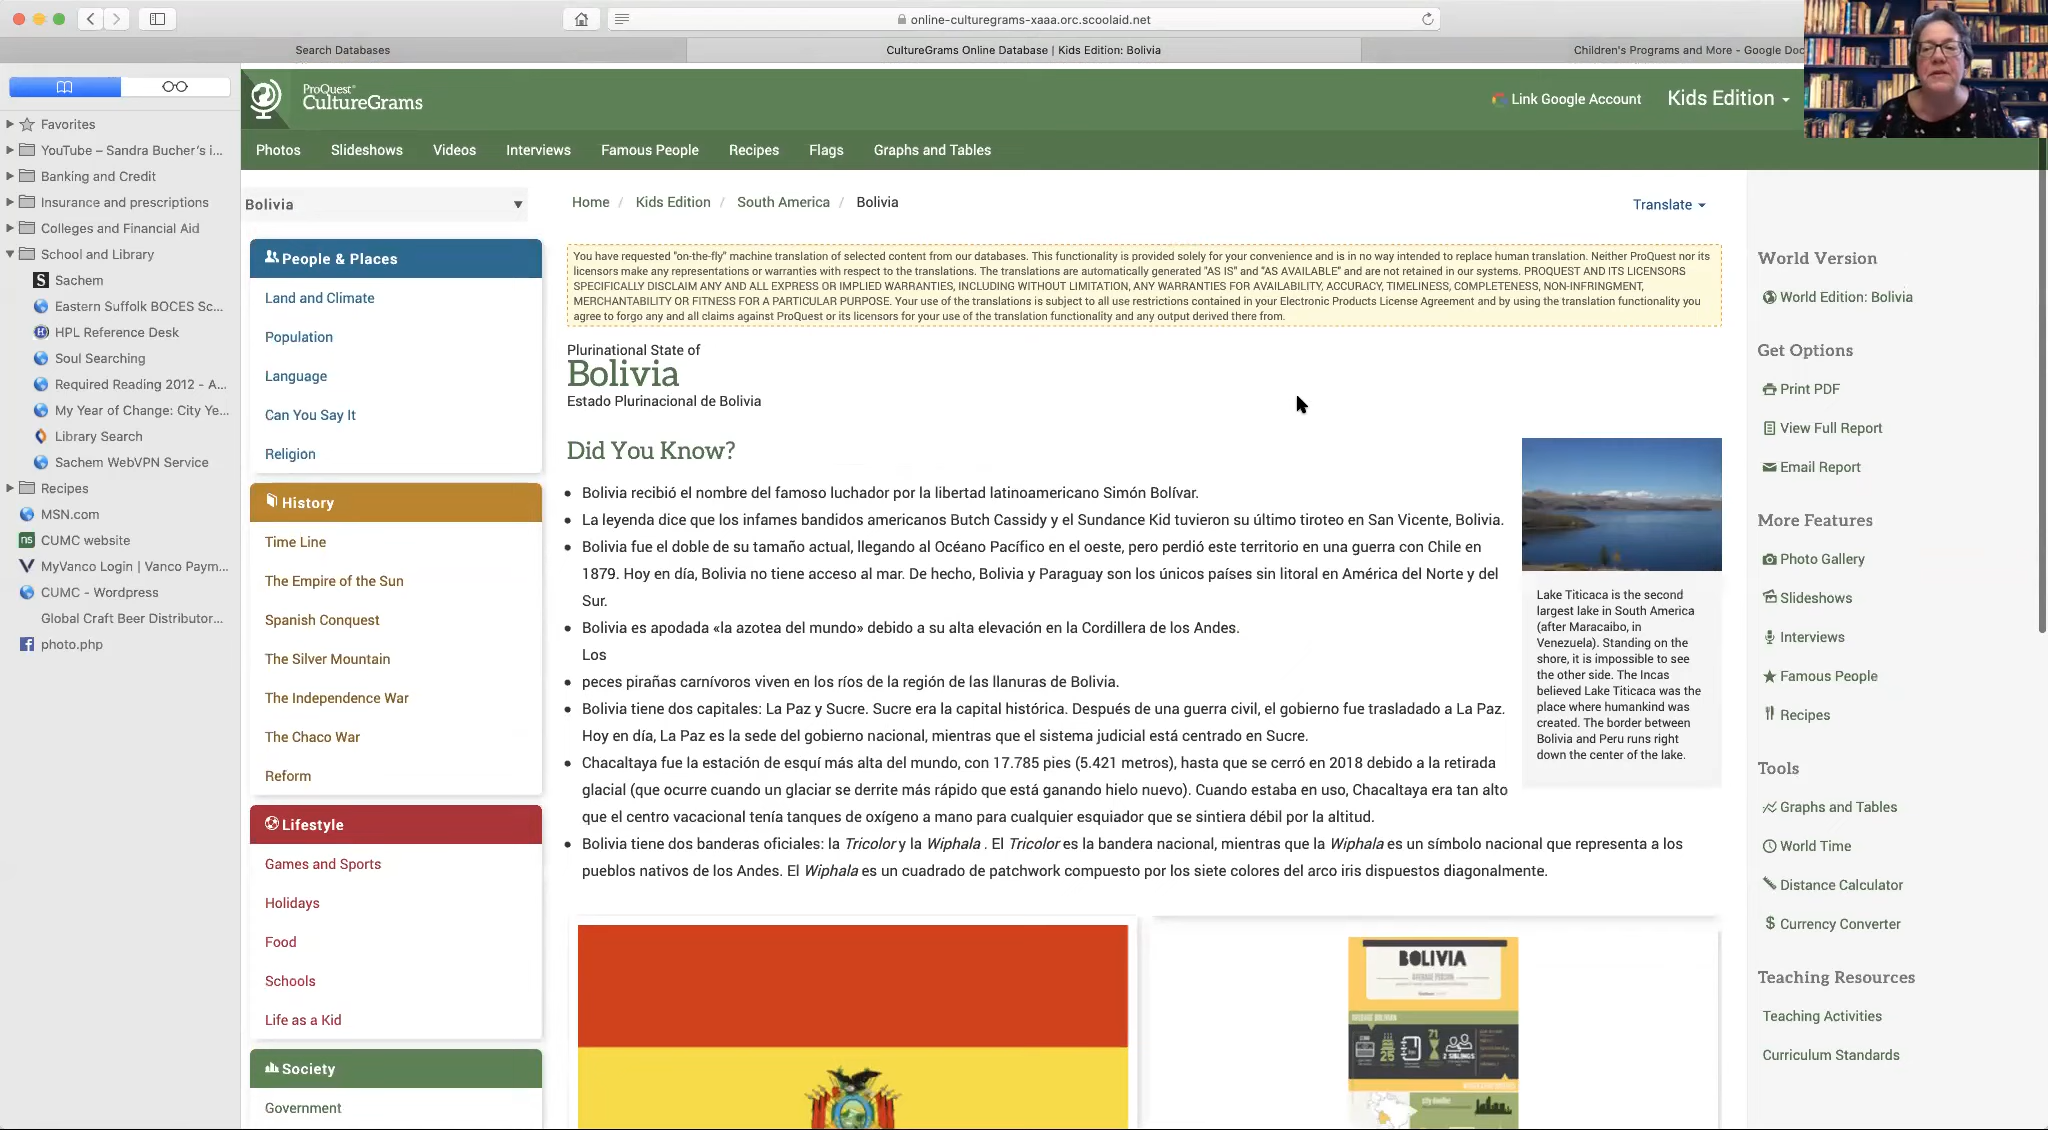 online-culturegrams-xaaa.orc.scoolaid.net
Search Databases
CultureGrams Online Database | Kids Edition: Bolivia
Children's Programs and More - Google Doc
Favorites
YouTube – Sandra Bucher's i...
Banking and Credit
Insurance and prescriptions
Colleges and Financial Aid
School and Library
Sachem
Eastern Suffolk BOCES Sc...
HPL Reference Desk
Soul Searching
Required Reading 2012 - A...
My Year of Change: City Ye...
Library Search
Sachem WebVPN Service
Recipes
MSN.com
CUMC website
MyVanco Login | Vanco Paym...
CUMC - Wordpress
Global Craft Beer Distributor...
photo.php
ProQuest®
CultureGrams
Link Google Account
Kids Edition
Photos
Slideshows
Videos
Interviews
Famous People
Recipes
Flags
Graphs and Tables
Bolivia
People & Places
Land and Climate
Population
Language
Can You Say It
Religion
History
Time Line
The Empire of the Sun
Spanish Conquest
The Silver Mountain
The Independence War
The Chaco War
Reform
Lifestyle
Games and Sports
Holidays
Food
Schools
Life as a Kid
Society
Government
Home / Kids Edition / South America / Bolivia
Translate
You have requested "on-the-fly" machine translation of selected content from our databases. This functionality is provided solely for your convenience and is in no way intended to replace human translation. Neither ProQuest nor its
licensors make any representations or warranties with respect to the translations. The translations are automatically generated "AS IS" and "AS AVAILABLE" and are not retained in our systems. PROQUEST AND ITS LICENSORS
SPECIFICALLY DISCLAIM ANY AND ALL EXPRESS OR IMPLIED WARRANTIES, INCLUDING WITHOUT LIMITATION, ANY WARRANTIES FOR AVAILABILITY, ACCURACY, TIMELINESS, COMPLETENESS, NON-INFRINGMENT,
MERCHANTABILITY OR FITNESS FOR A PARTICULAR PURPOSE. Your use of the translations is subject to all use restrictions contained in your Electronic Products License Agreement and by using the translation functionality you
agree to forgo any and all claims against ProQuest or its licensors for your use of the translation functionality and any output derived there from.
Plurinational State of
Bolivia
Estado Plurinacional de Bolivia
Did You Know?
Bolivia recibió el nombre del famoso luchador por la libertad latinoamericano Simón Bolívar.
La leyenda dice que los infames bandidos americanos Butch Cassidy y el Sundance Kid tuvieron su último tiroteo en San Vicente, Bolivia.
Bolivia fue el doble de su tamaño actual, llegando al Océano Pacífico en el oeste, pero perdió este territorio en una guerra con Chile en
1879. Hoy en día, Bolivia no tiene acceso al mar. De hecho, Bolivia y Paraguay son los únicos países sin litoral en América del Norte y del
Sur.
Bolivia es apodada «la azotea del mundo» debido a su alta elevación en la Cordillera de los Andes.
Los
peces pirañas carnívoros viven en los ríos de la región de las llanuras de Bolivia.
Bolivia tiene dos capitales: La Paz y Sucre. Sucre era la capital histórica. Después de una guerra civil, el gobierno fue trasladado a La Paz.
Hoy en día, La Paz es la sede del gobierno nacional, mientras que el sistema judicial está centrado en Sucre.
Chacaltaya fue la estación de esquí más alta del mundo, con 17.785 pies (5.421 metros), hasta que se cerró en 2018 debido a la retirada
glacial (que ocurre cuando un glaciar se derrite más rápido que está ganando hielo nuevo). Cuando estaba en uso, Chacaltaya era tan alto
que el centro vacacional tenía tanques de oxígeno a mano para cualquier esquiador que se sintiera débil por la altitud.
Bolivia tiene dos banderas oficiales: la Tricolor y la Wiphala . El Tricolor es la bandera nacional, mientras que la Wiphala es un símbolo nacional que representa a los
pueblos nativos de los Andes. El Wiphala es un cuadrado de patchwork compuesto por los siete colores del arco iris dispuestos diagonalmente.
Lake Titicaca is the second
largest lake in South America
(after Maracaibo, in
Venezuela). Standing on the
shore, it is impossible to see
the other side. The Incas
believed Lake Titicaca was the
place where humankind was
created. The border between
Bolivia and Peru runs right
down the center of the lake.
BOLIVIA
AVERAGE PERSON
25
71
2 SIBLINGS
World Version
World Edition: Bolivia
Get Options
Print PDF
View Full Report
Email Report
More Features
Photo Gallery
Slideshows
Interviews
Famous People
Recipes
Tools
Graphs and Tables
World Time
Distance Calculator
Currency Converter
Teaching Resources
Teaching Activities
Curriculum Standards